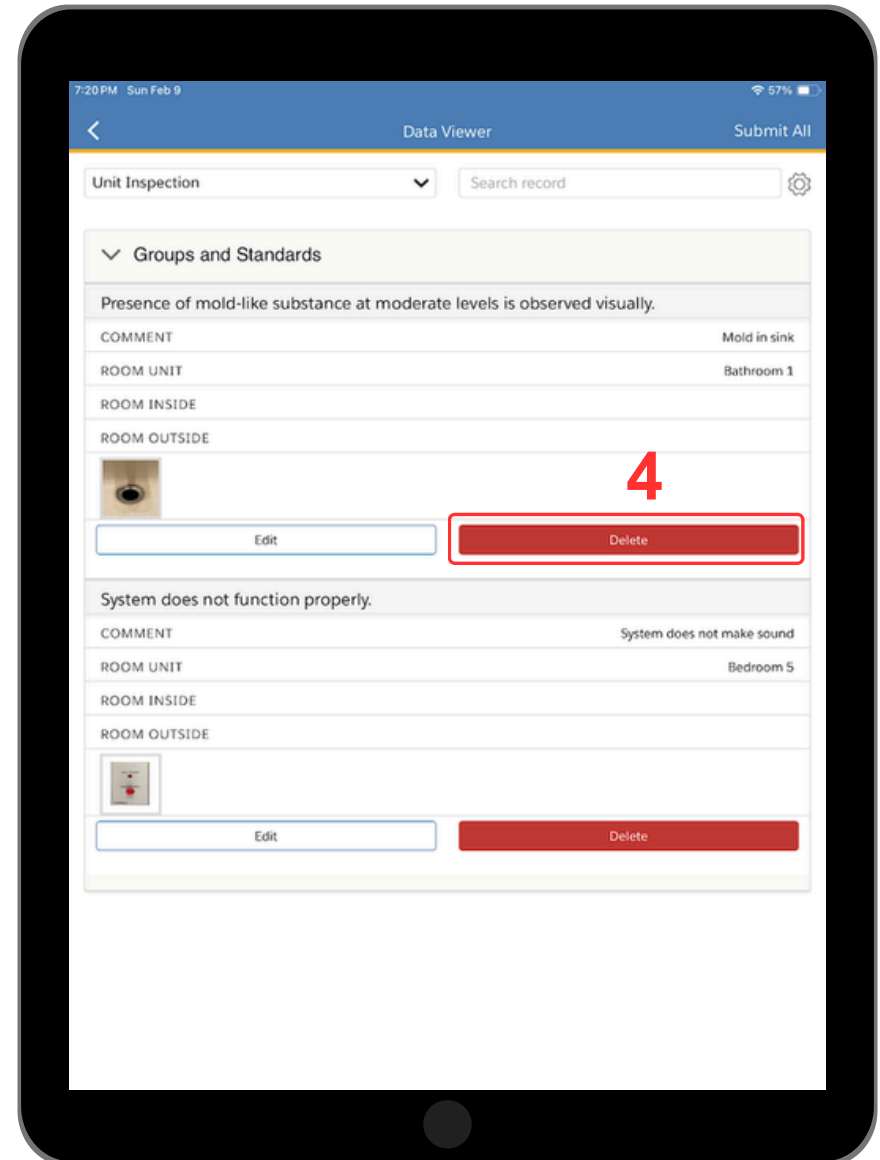 7:20 PM Sun Feb 9 57%
Data Viewer Submit All
Unit Inspection Search record
Groups and Standards
Presence of mold-like substance at moderate levels is observed visually.
COMMENT Mold in sink
ROOM UNIT Bathroom 1
ROOM INSIDE
ROOM OUTSIDE
4
Edit Delete
System does not function properly.
COMMENT System does not make sound
ROOM UNIT Bedroom 5
ROOM INSIDE
ROOM OUTSIDE
Edit Delete